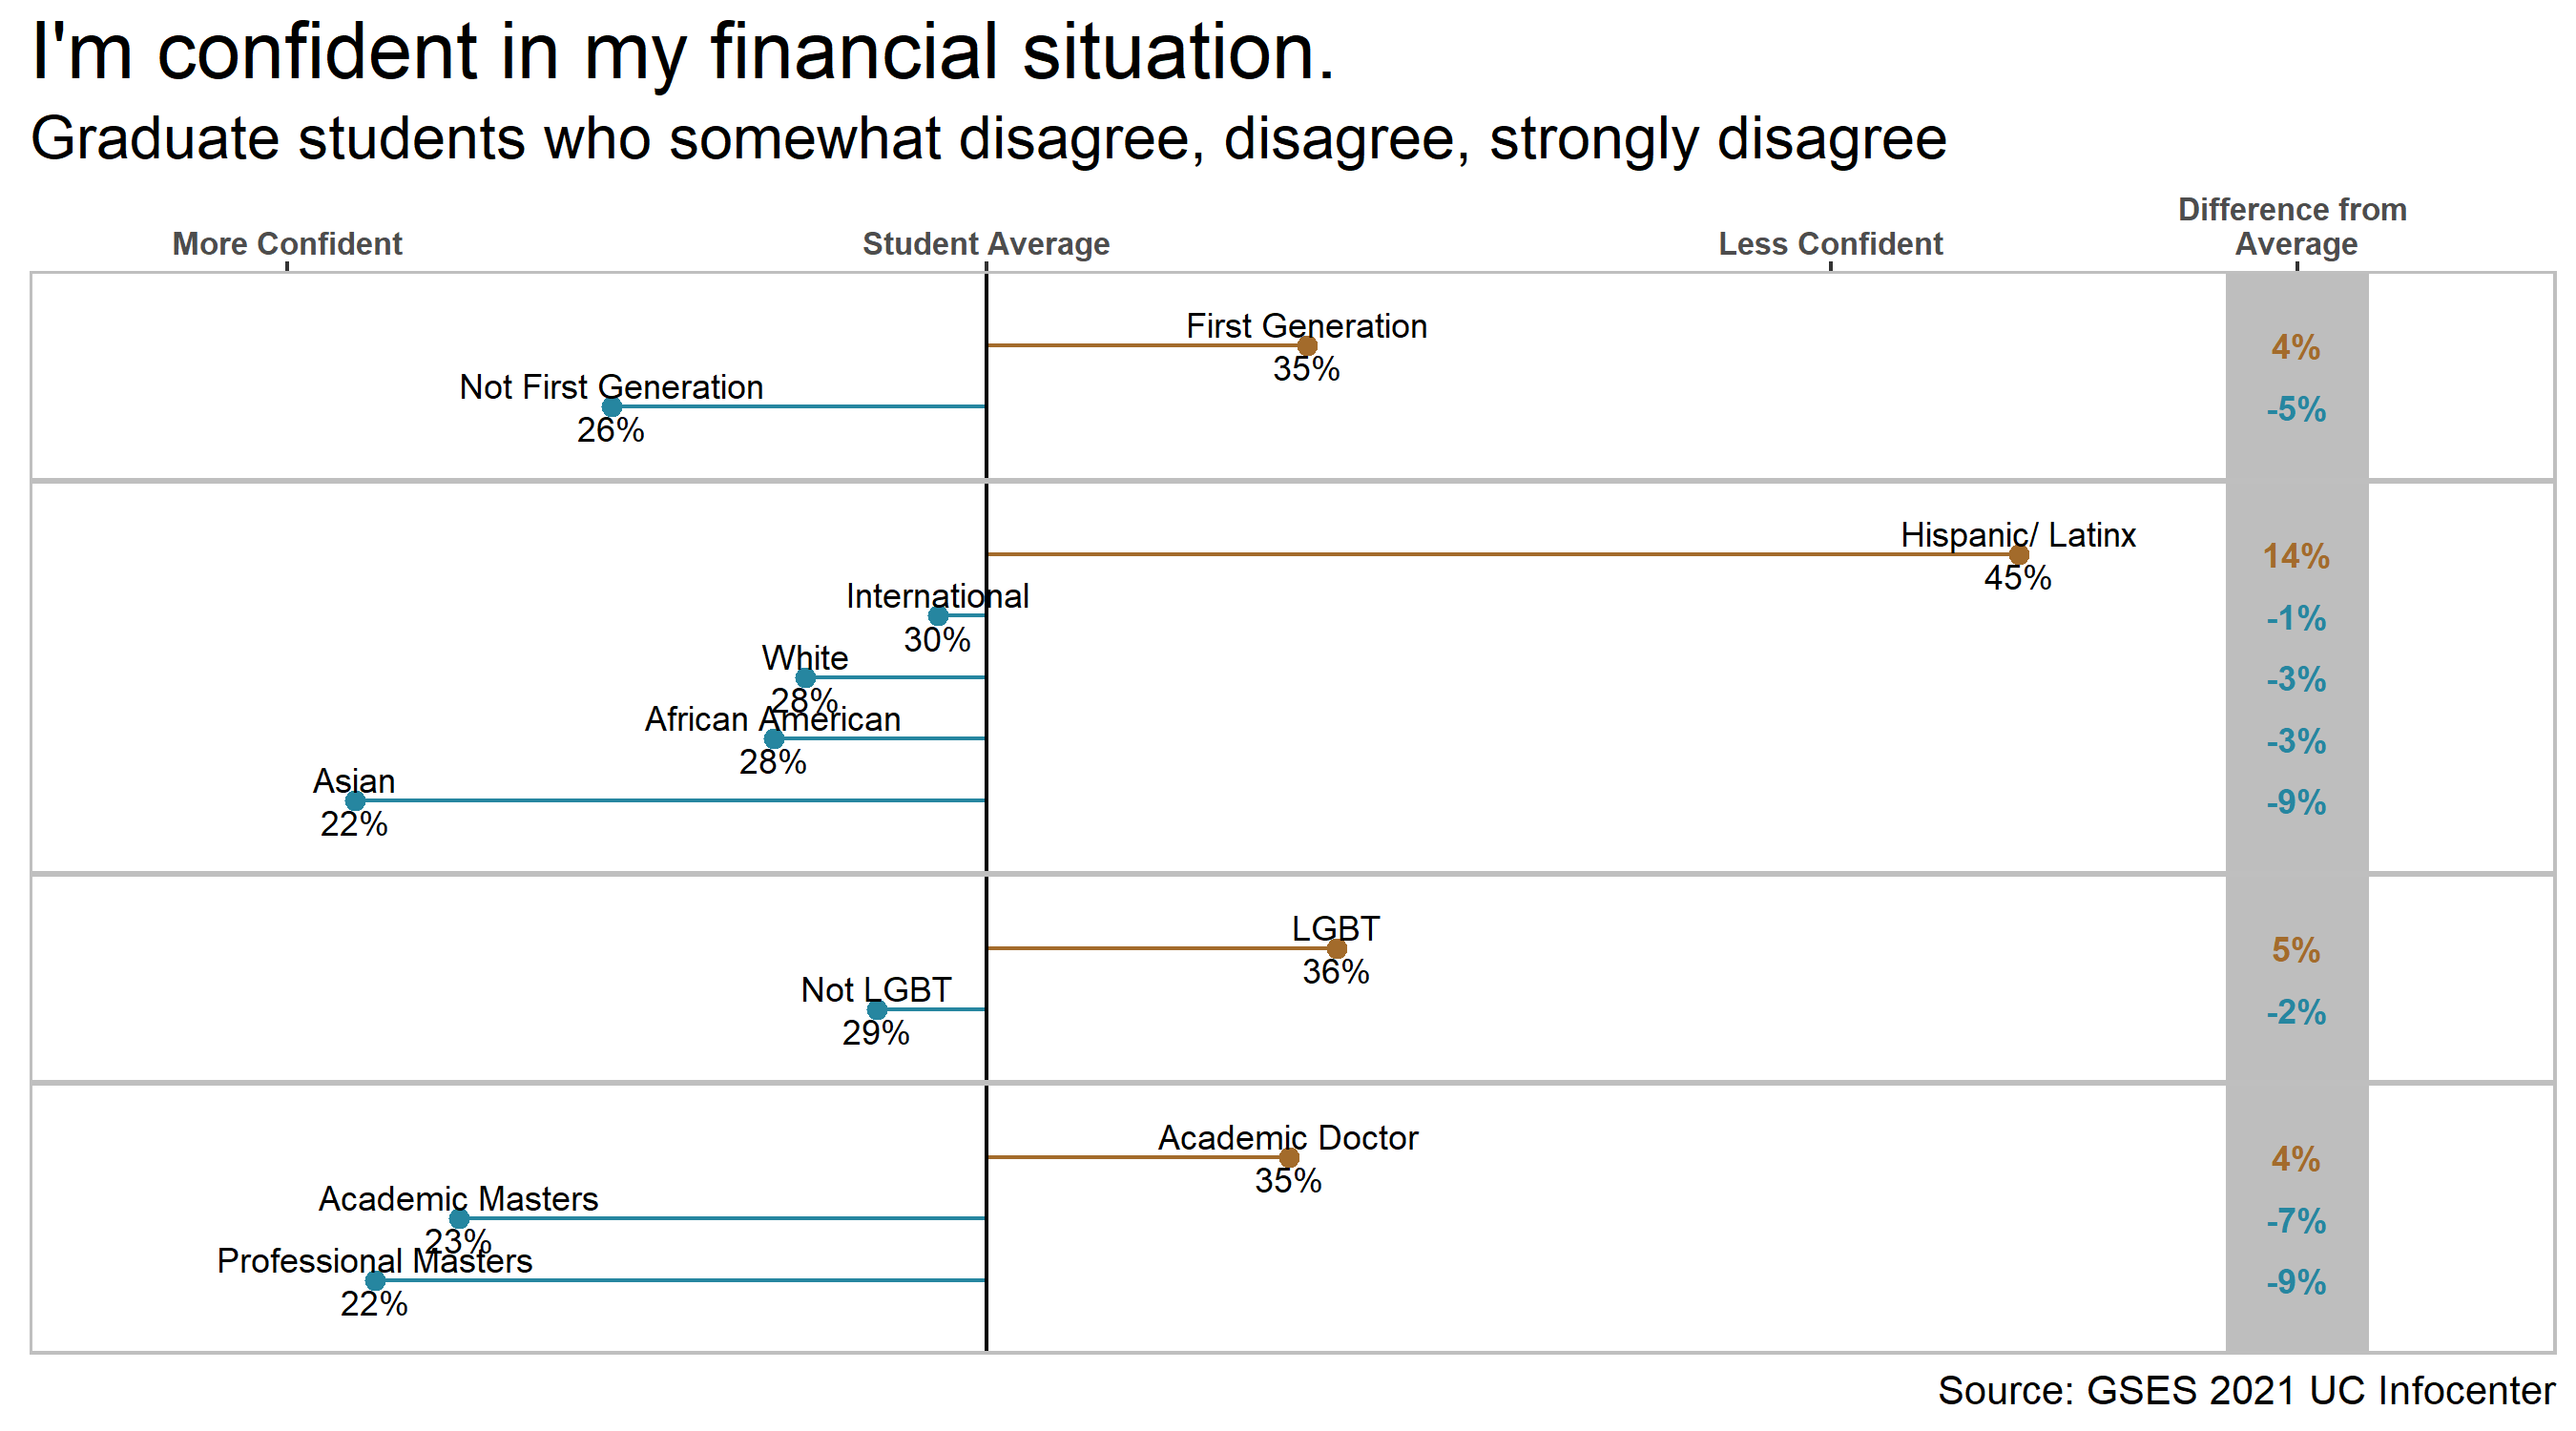 I'm confident in my financial situation.
Graduate students who somewhat disagree, disagree, strongly disagree
Difference from
More Confident Student Average Less Confident Average
First Generation
35% 4%
Not First Generation
26% -5%
Hispanic/ Latinx
45% 14%
International
30% -1%
White
28% -3%
African American
28% -3%
Asian
22% -9%
LGBT
36% 5%
Not LGBT
29% -2%
Academic Doctor
35% 4%
Academic Masters
23% -7%
Professional Masters
22% -9%
Source: GSES 2021 UC Infocenter